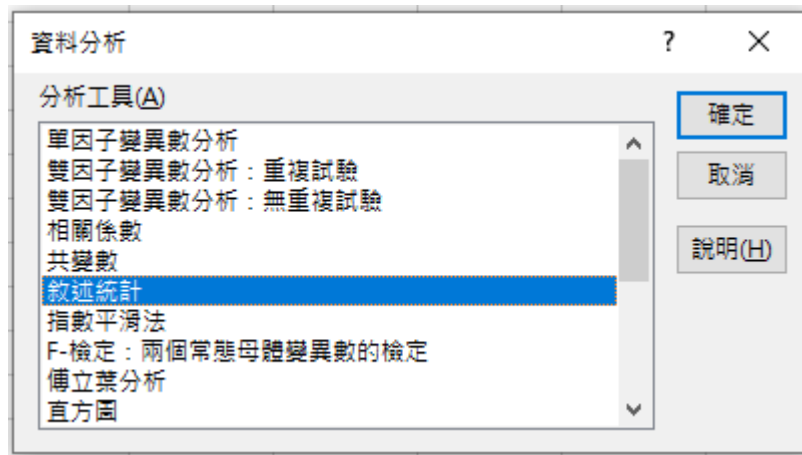 資料分析
?
×
分析工具(A)
單因子變異數分析
雙因子變異數分析：重複試驗
雙因子變異數分析：無重複試驗
相關係數
共變數
敘述統計
指數平滑法
F-檢定：兩個常態母體變異數的檢定
傅立葉分析
直方圖
確定
取消
說明(H)